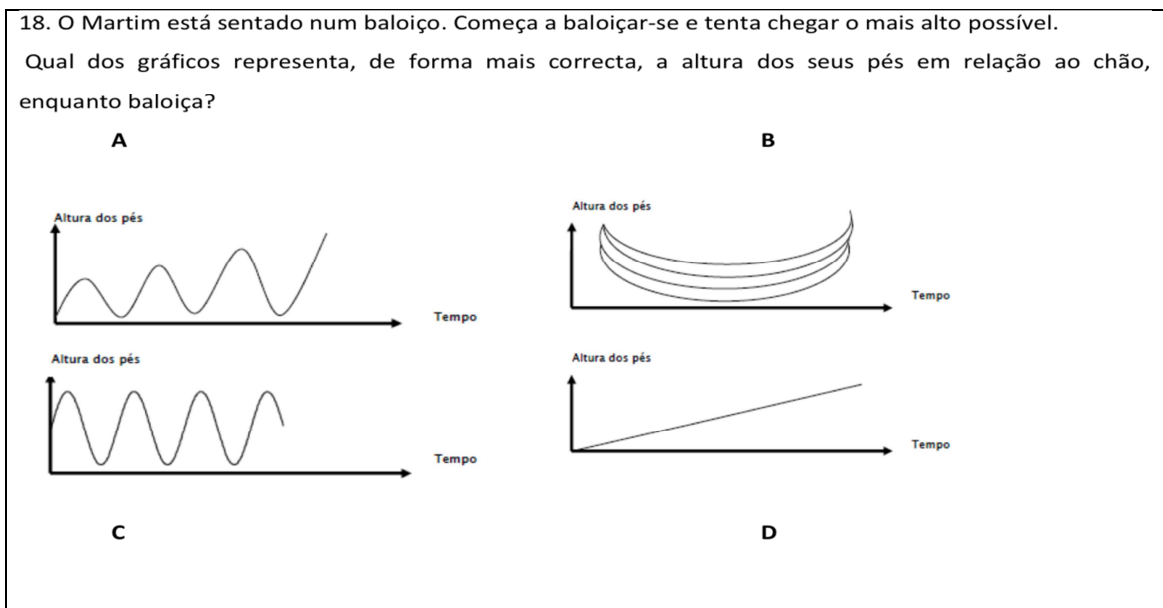 18. O Martim está sentado num baloiço. Começa a baloiçar-se e tenta chegar o mais alto possível.
Qual dos gráficos representa, de forma mais correcta, a altura dos seus pés em relação ao chão,
enquanto baloiça?
A
B
Altura dos pés
Tempo
Altura dos pés
Tempo
Altura dos pés
Tempo
Altura dos pés
Tempo
C
D